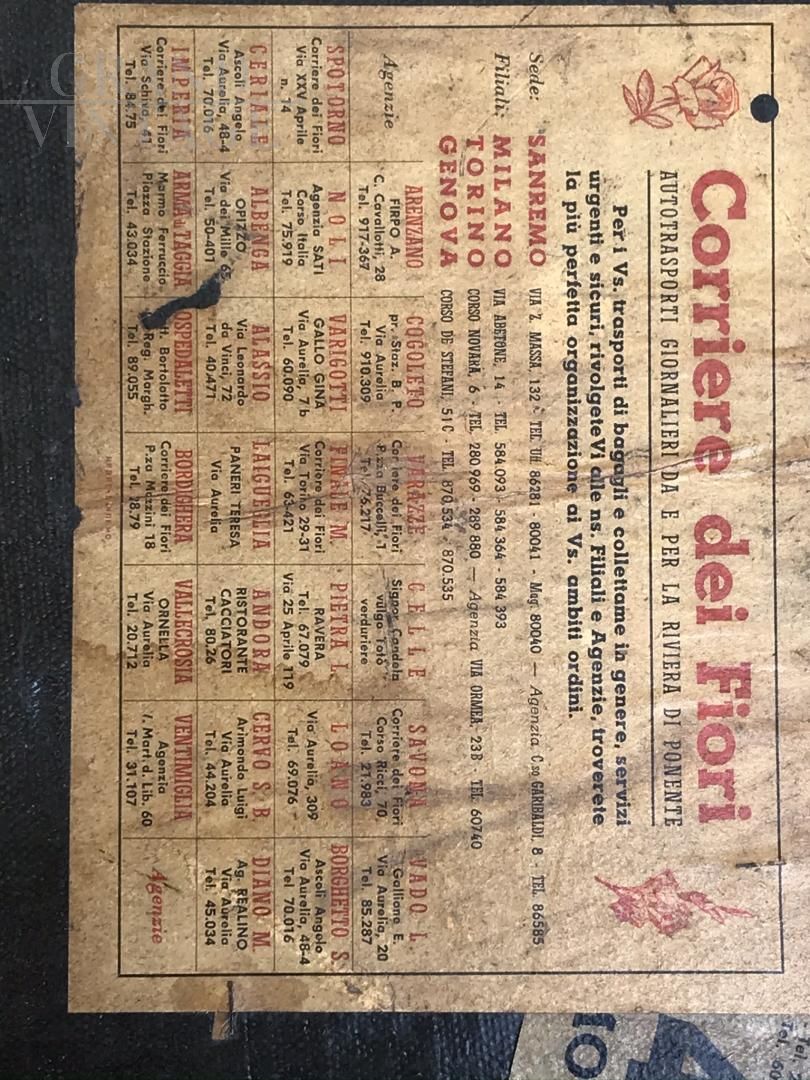 Corriere dei Fiori
AUTOTRASPORTI GIORNALIERI DA E PER LA RIVIERA DI PONENTE
Per i Vs. trasporti di bagagli e collettame in genere, servizi
urgenti e sicuri, rivolgeteVi alle ns. Filiali e Agenzie, troverete
la più perfetta organizzazione ai Vs. ambiti ordini.
Sede: SANREMO VIA Z. MASSA, 132 - TEL. Uff. 86281 - 80041 - Mag. 80040 — Agenzia C.so GARIBALDI, 8 - TEL. 86585
Filiali: MILANO VIA ABETONE, 14 - TEL. 584.093 - 584.364 - 584.393
TORINO CORSO NOVARA, 6 - TEL. 280.969 - 289.880 — Agenzia VIA ORMEA, 23B - TEL. 60740
GENOVA CORSO DE STEFANI, 51C - TEL. 870.534 - 870.535
Agenzie
ARENZANO
FIRPO A.
C. Cavallotti, 28
Tel. 917-367
COGOLETO
pr. Staz. B. P.
Via Aurelia
Tel. 910.309
VARAZZE
Corriere dei Fiori
P.zza Buccelli, 1
Tel. 76.217
CELLE
Signor Candela
vulgo Totò
verduriere
SAVONA
Corriere dei Fiori
Corso Ricci, 70,
Tel. 21.983
VADO L.
Galliano E.
Via Aurelia, 20
Tel. 85.287
SPOTORNO
Corriere dei Fiori
Via XXV Aprile
n. 14
NOLI
Agenzia SATI
Corso Italia
Tel. 75.919
VARIGOTTI
GALLO GINA
Via Aurelia, 7 b
Tel. 60.090
FINALE M.
Corriere dei Fiori
Via Torino 29-31
Tel. 63-421
PIETRA L.
RAVERA
Tel. 67.079
Via 25 Aprile 119
LOANO
Via Aurelia, 309
Tel. 69.076
BORGHETTO S.
Ascoli Angelo
Via Aurelia, 48-4
Tel 70.016
CERIALE
Ascoli Angelo
Via Aurelia, 48-4
Tel. 70.016
ALBENGA
OPIZZO
Via dei Mille 65
Tel. 50-401
ALASSIO
Via Leonardo
da Vinci, 72
Tel. 40.471
LAIGUEGLIA
PANERI TERESA
Via Aurelia
ANDORA
RISTORANTE
CACCIATORI
Tel, 80.26
CERVO S. B.
Arimondo Luigi
Via Aurelia
Tel. 44.204
DIANO M.
Ag. REALINO
Via Aurelia
Tel. 45.034
IMPERIA
Corriere dei Fiori
Via Schiva, 41
Tel. 84.75
ARMA di TAGGIA
Marmo Ferruccio
Piazza Stazione
Tel. 43.034
OSPEDALETTI
Bortolotto
Reg. Margh.
Tel. 89.055
BORDIGHERA
Corriere dei Fiori
P.za Mazzini 18
Tel. 28.79
VALLECROSIA
ORNELLA
Via Aurelia
Tel. 20.712
VENTIMIGLIA
Agenzia
I. Mart. d. Lib. 60
Tel. 31.107
Agenzie